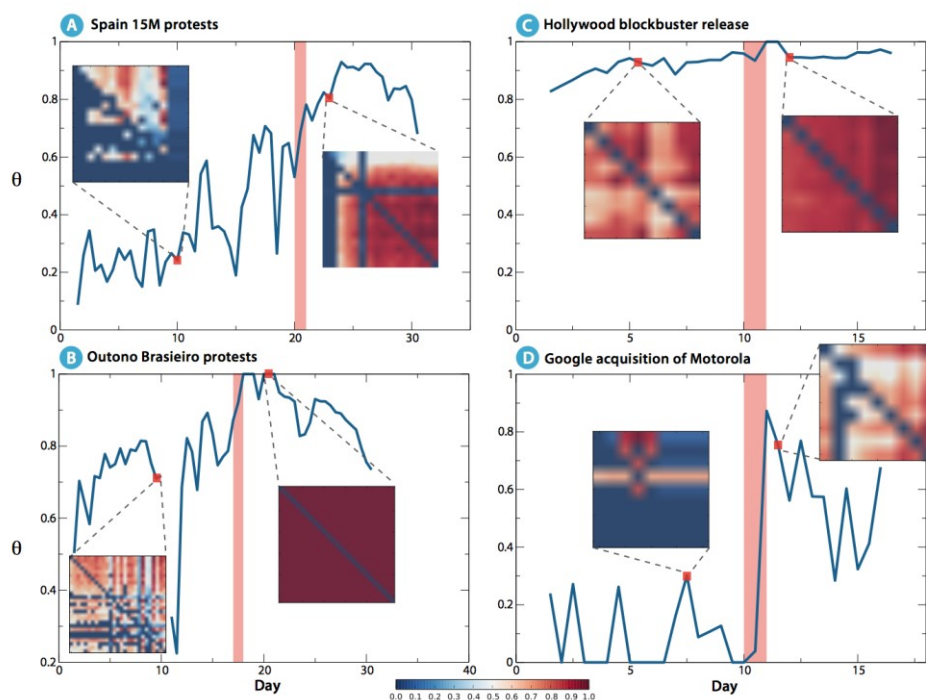 A Spain 15M protests
1
0.8
θ 0.6
0.4
0.2
0
0 10 20 30
C Hollywood blockbuster release
1
0.8
0.6
0.4
0.2
0
0 5 10 15
B Outono Brasieiro protests
1
0.8
θ 0.6
0.4
0.2
0 10 20 30 40
Day
D Google acquisition of Motorola
1
0.8
0.6
0.4
0.2
0
0 5 10 15
Day
0.0 0.1 0.2 0.3 0.4 0.5 0.6 0.7 0.8 0.9 1.0